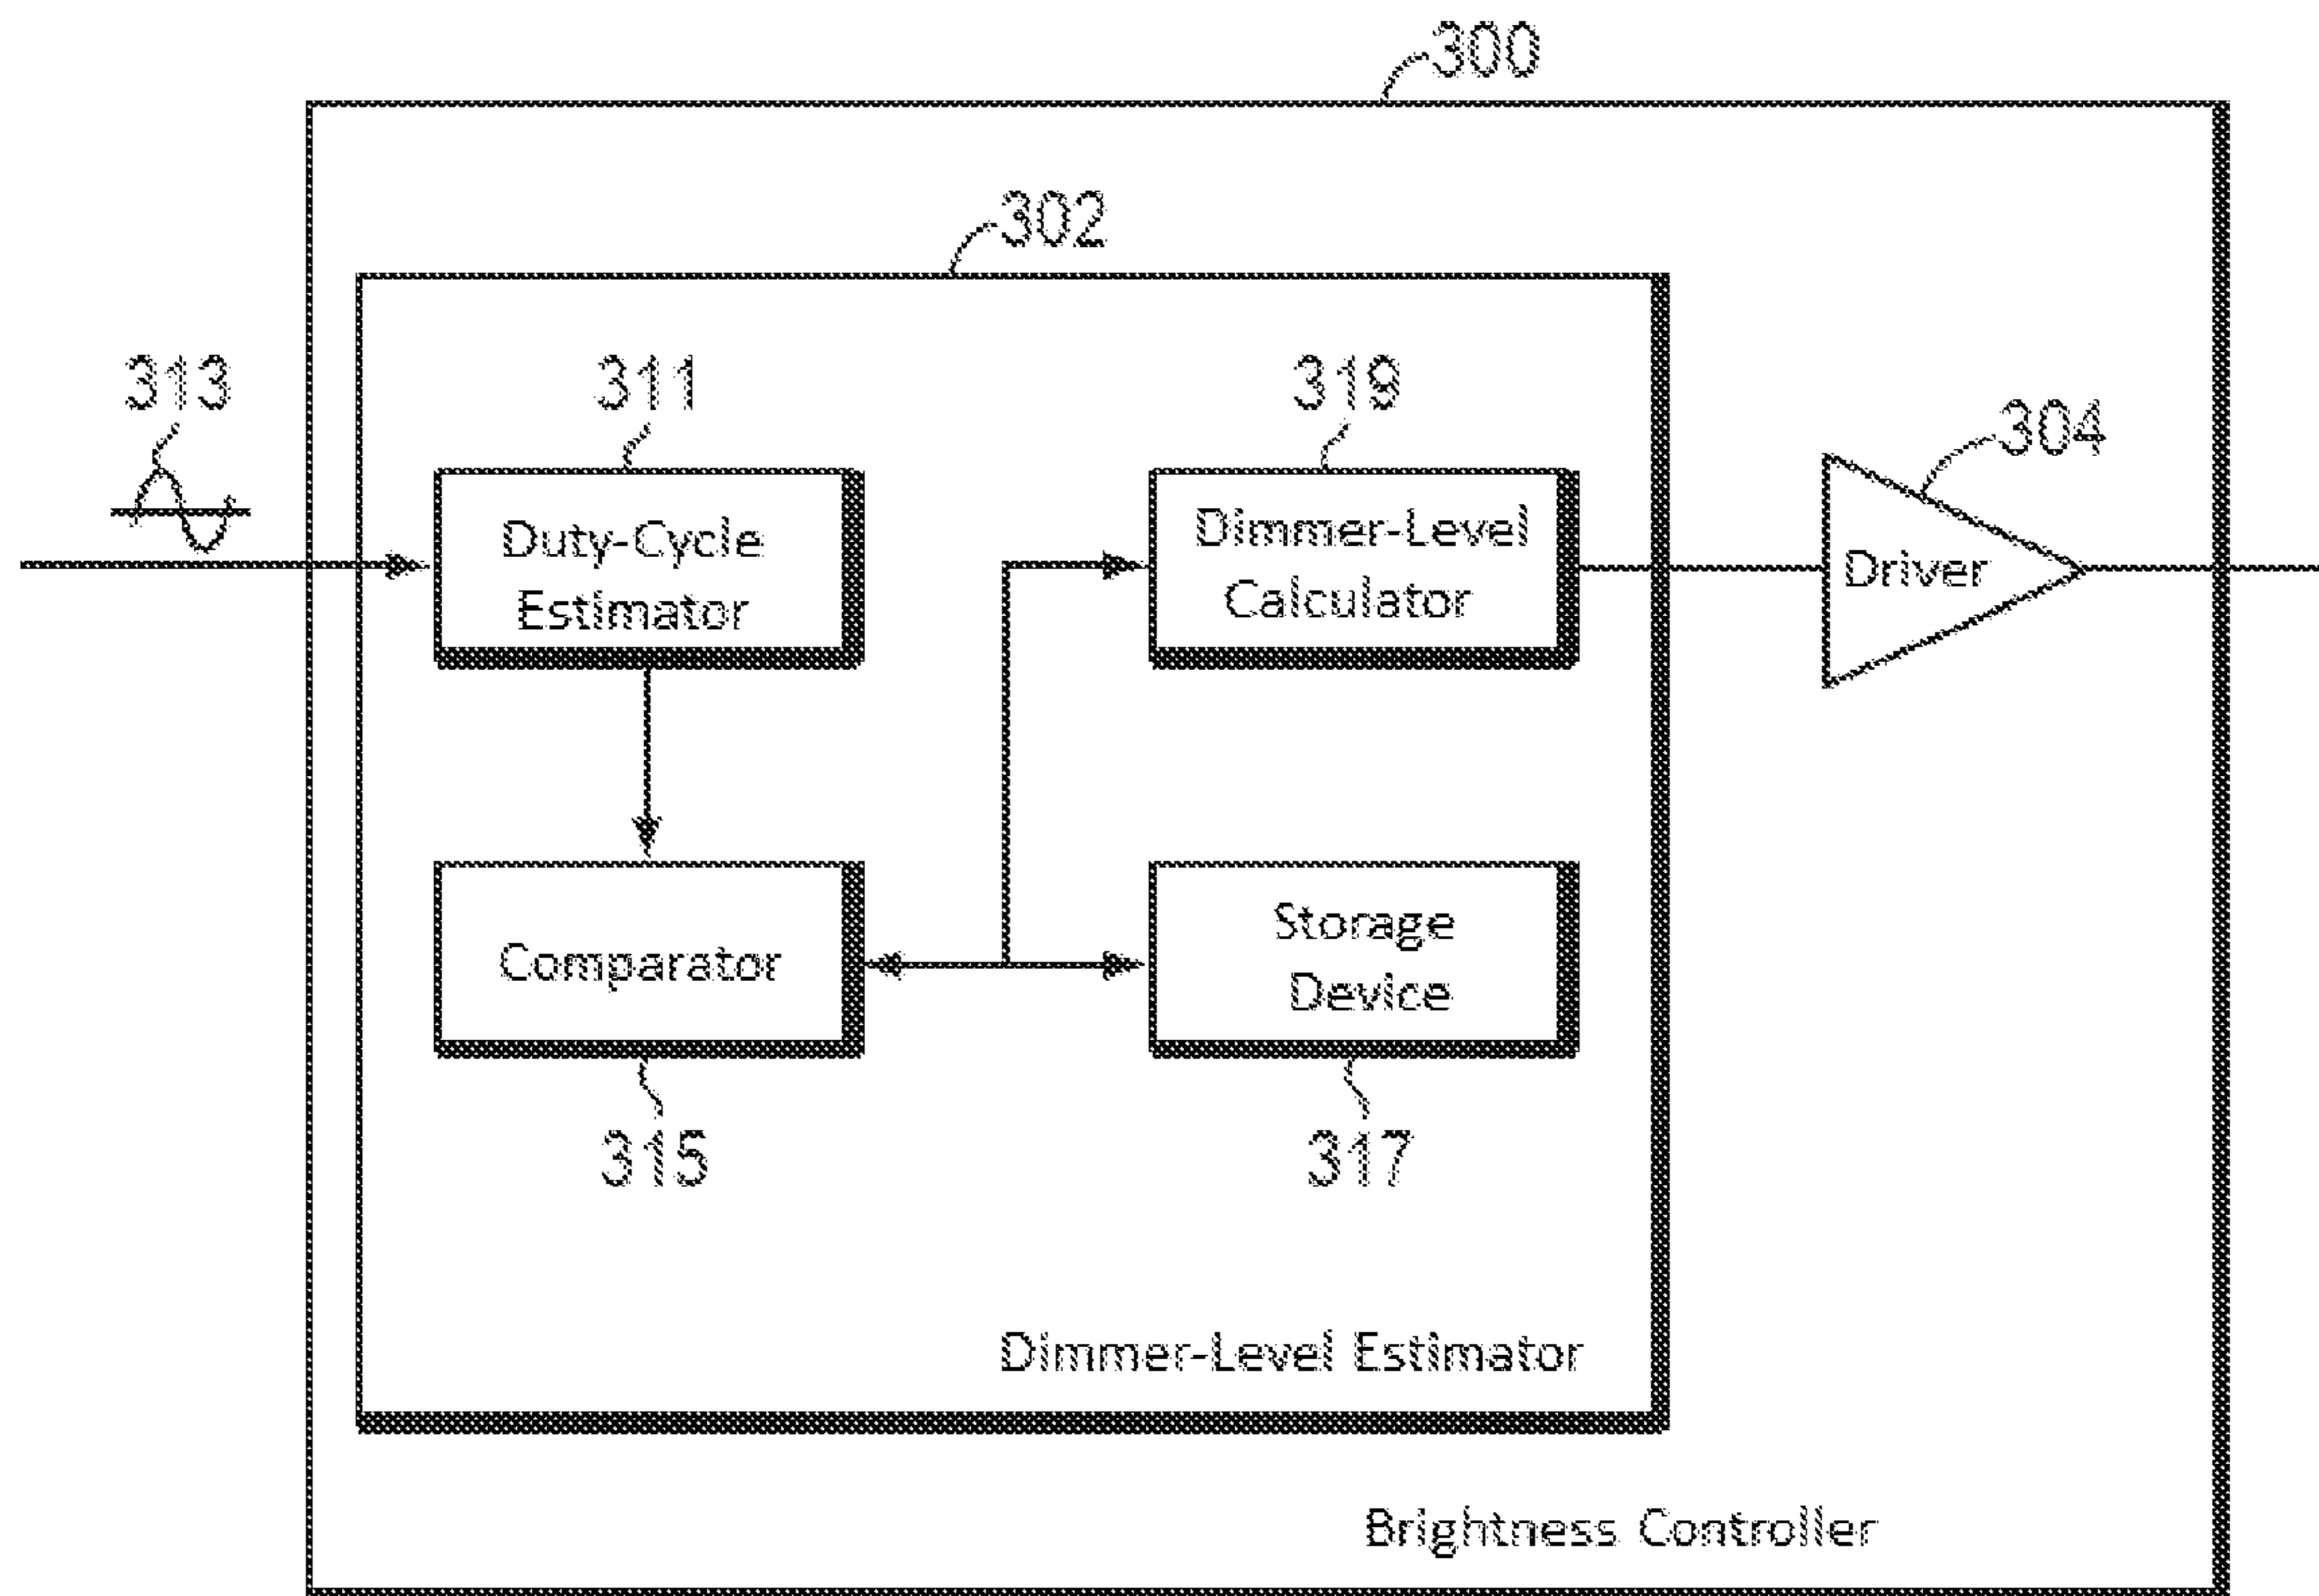 300
302
313
311
319
304
Duty-Cycle
Estimator
Dimmer-Level
Calculator
Driver
Comparator
Storage
Device
315
317
Dimmer-Level Estimator
Brightness Controller